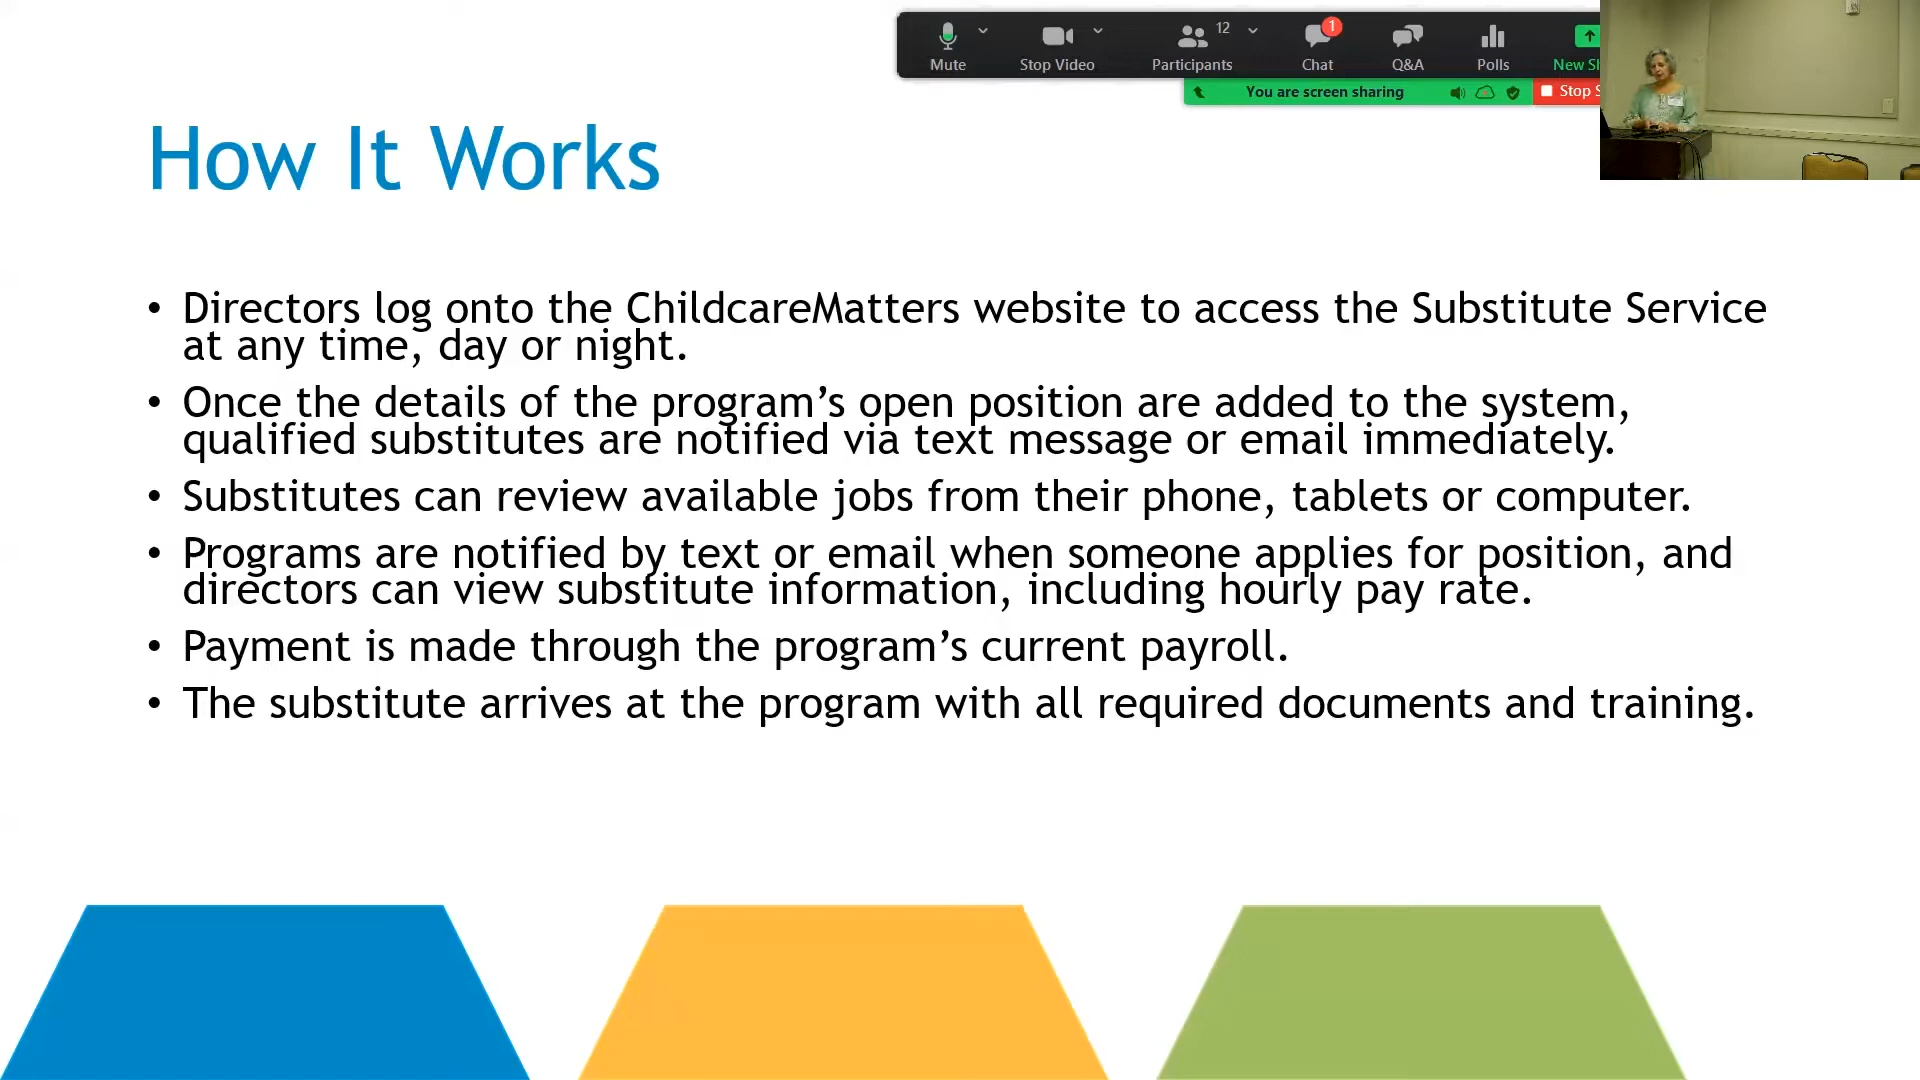 12
1
Mute
Stop Video
Participants
Chat
Q&A
Polls
New Sh
You are screen sharing
Stop S
How It Works
• Directors log onto the ChildcareMatters website to access the Substitute Service
at any time, day or night.
• Once the details of the program’s open position are added to the system,
qualified substitutes are notified via text message or email immediately.
• Substitutes can review available jobs from their phone, tablets or computer.
• Programs are notified by text or email when someone applies for position, and
directors can view substitute information, including hourly pay rate.
• Payment is made through the program’s current payroll.
• The substitute arrives at the program with all required documents and training.